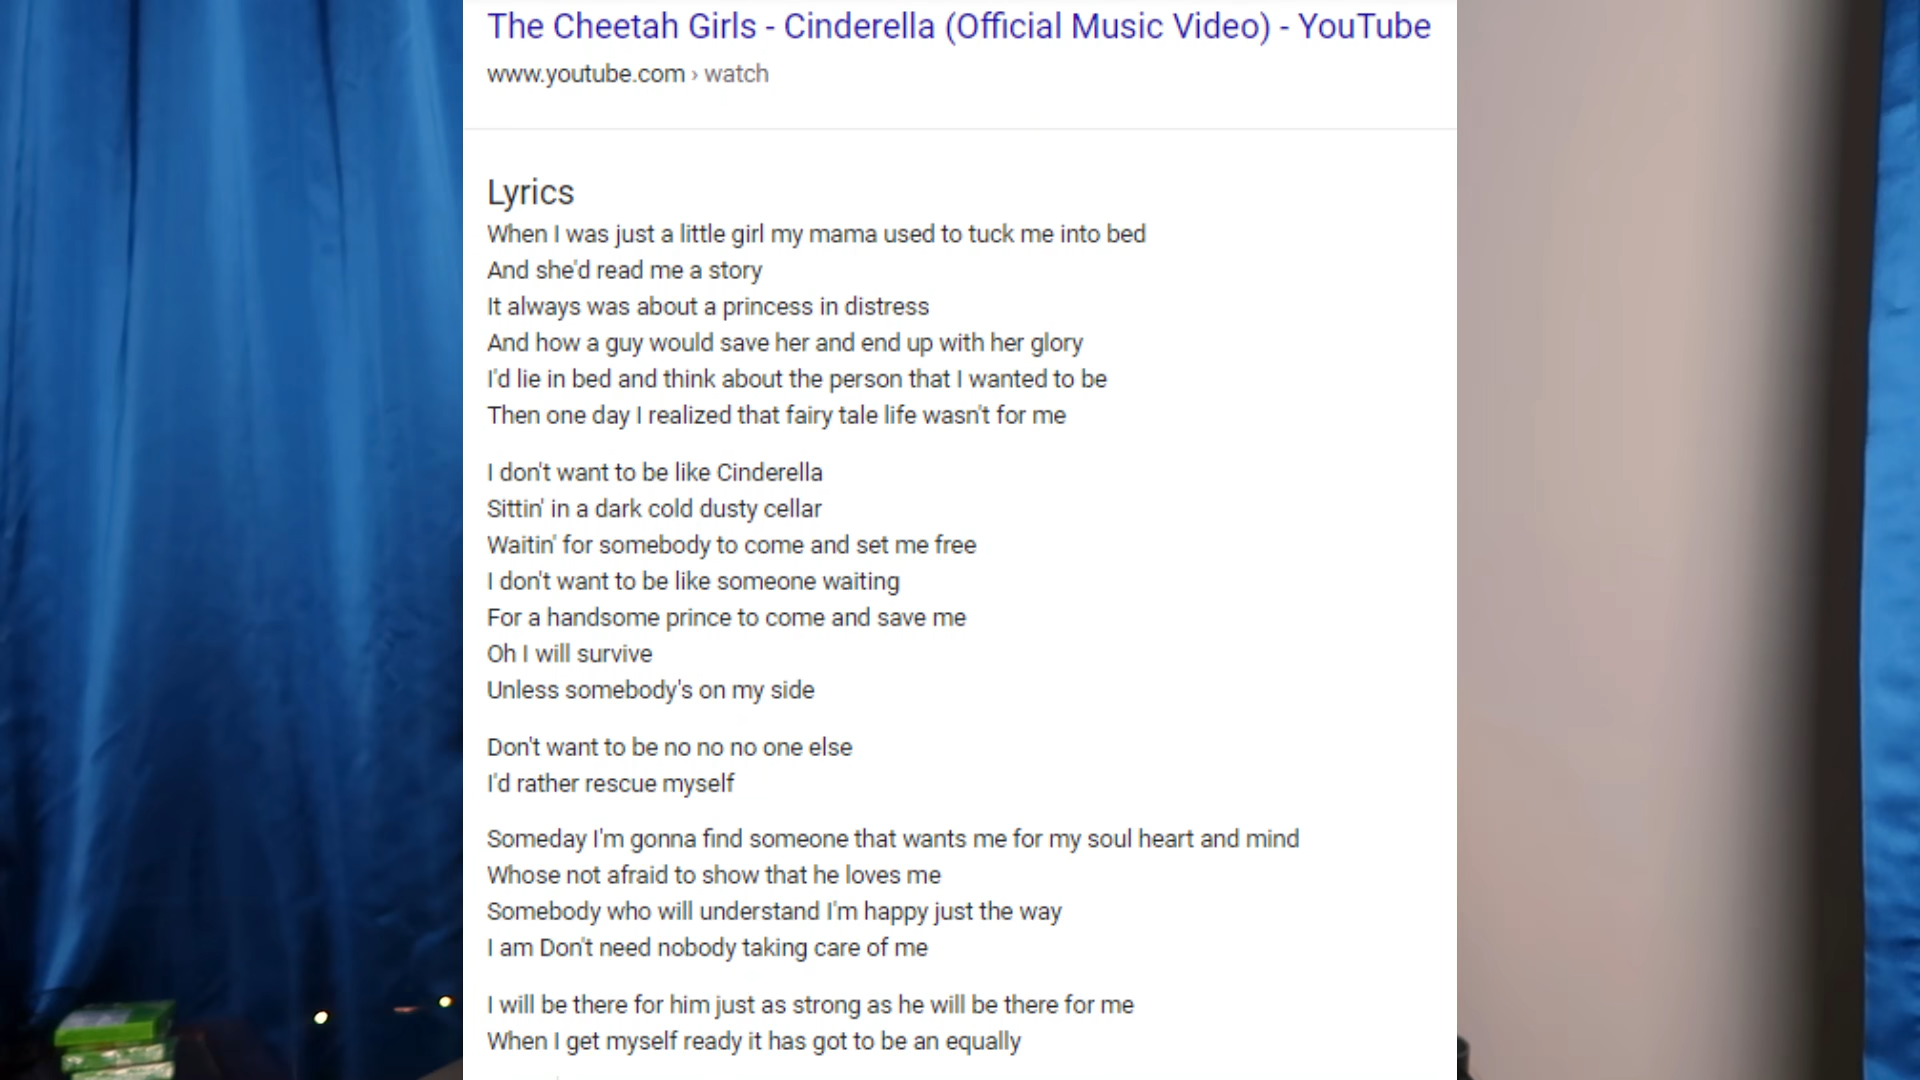 The Cheetah Girls - Cinderella (Official Music Video) - YouTube
www.youtube.com › watch
Lyrics
When I was just a little girl my mama used to tuck me into bed
And she'd read me a story
It always was about a princess in distress
And how a guy would save her and end up with her glory
I'd lie in bed and think about the person that I wanted to be
Then one day I realized that fairy tale life wasn't for me
I don't want to be like Cinderella
Sittin' in a dark cold dusty cellar
Waitin' for somebody to come and set me free
I don't want to be like someone waiting
For a handsome prince to come and save me
Oh I will survive
Unless somebody's on my side
Don't want to be no no no one else
I'd rather rescue myself
Someday I'm gonna find someone that wants me for my soul heart and mind
Whose not afraid to show that he loves me
Somebody who will understand I'm happy just the way
I am Don't need nobody taking care of me
I will be there for him just as strong as he will be there for me
When I get myself ready it has got to be an equally